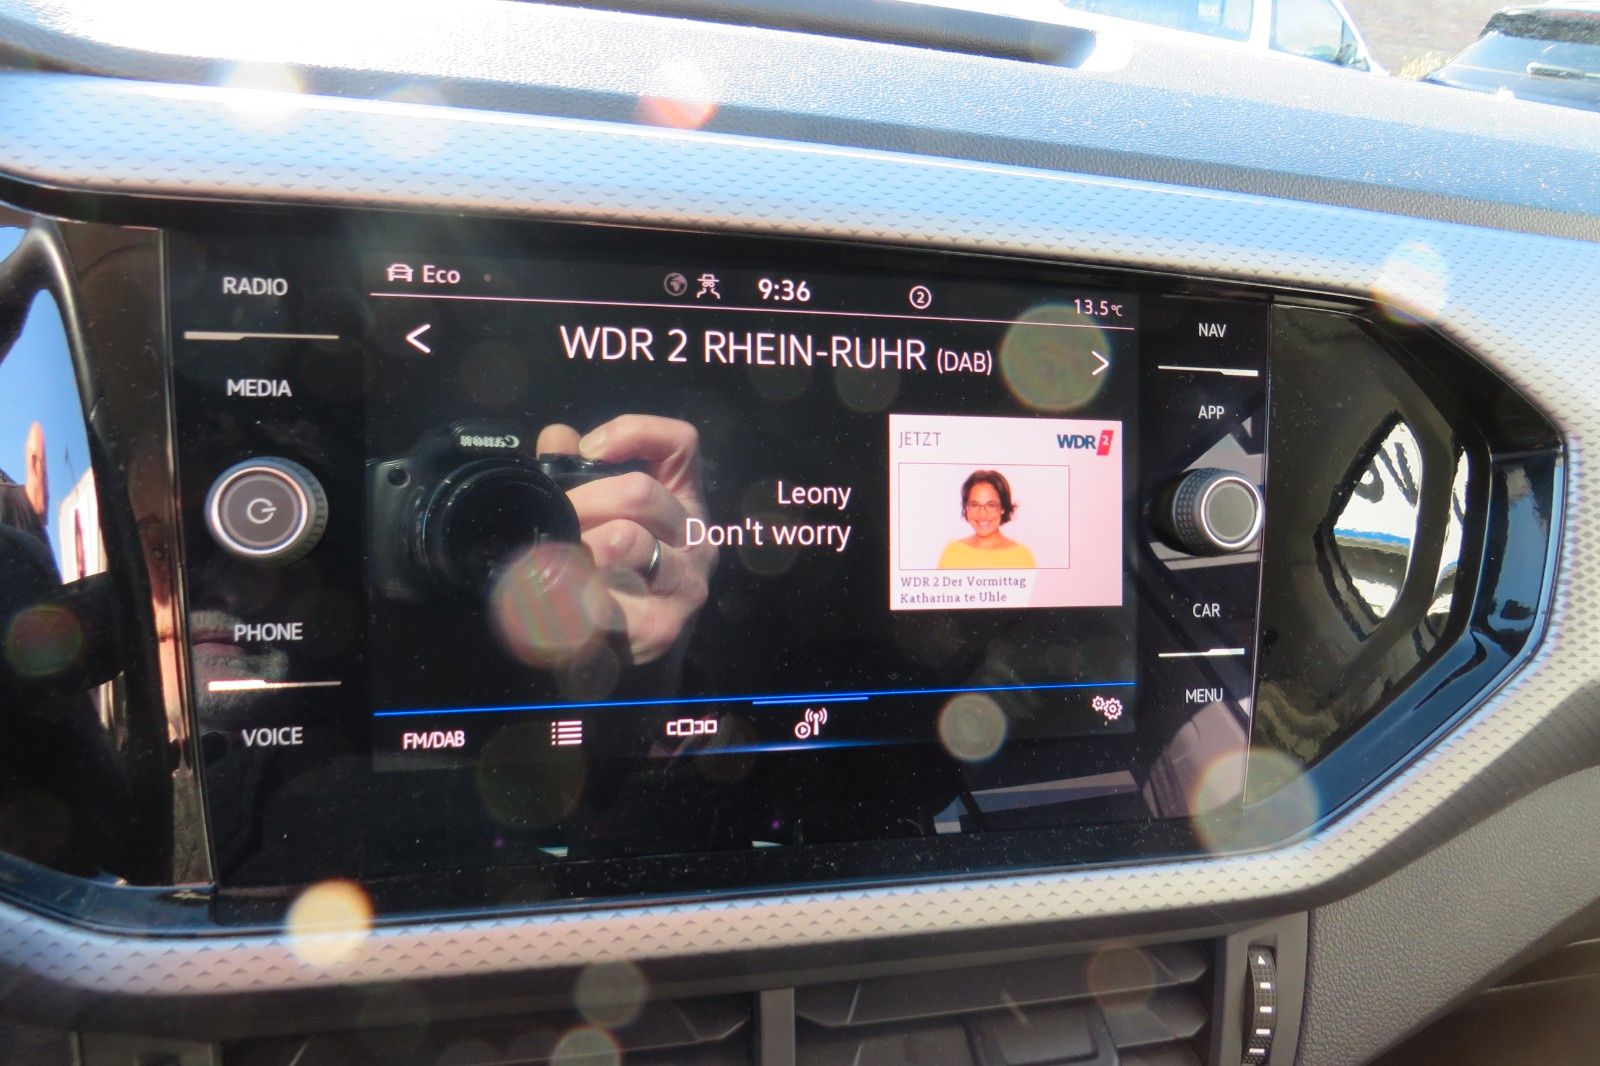 RADIO
MEDIA
PHONE
VOICE
Eco
9:36
2
13.5°C
< WDR 2 RHEIN-RUHR (DAB) >
Canon
Leony
Don't worry
JETZT
WDR 2
WDR 2 Der Vormittag
Katharina te Uhle
FM/DAB
NAV
APP
CAR
MENU